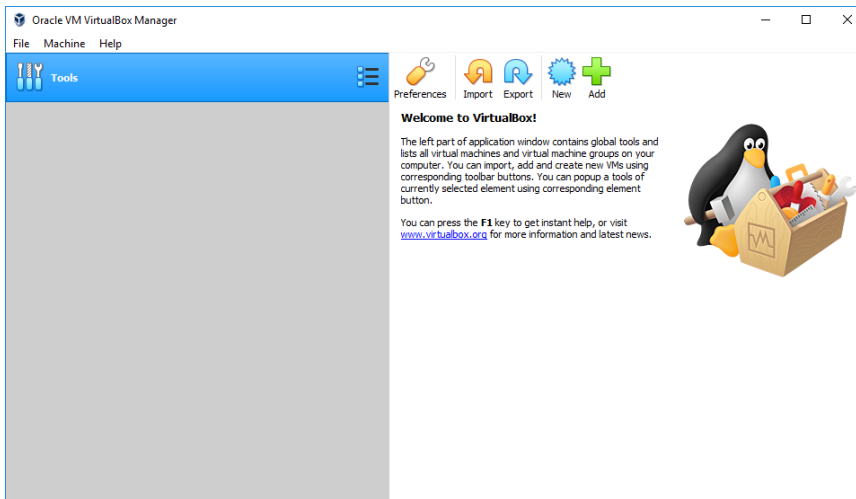 Oracle VM VirtualBox Manager
File Machine Help
Tools
Preferences Import Export New Add
Welcome to VirtualBox!
The left part of application window contains global tools and
lists all virtual machines and virtual machine groups on your
computer. You can import, add and create new VMs using
corresponding toolbar buttons. You can popup a tools of
currently selected element using corresponding element
button.
You can press the F1 key to get instant help, or visit
www.virtualbox.org for more information and latest news.